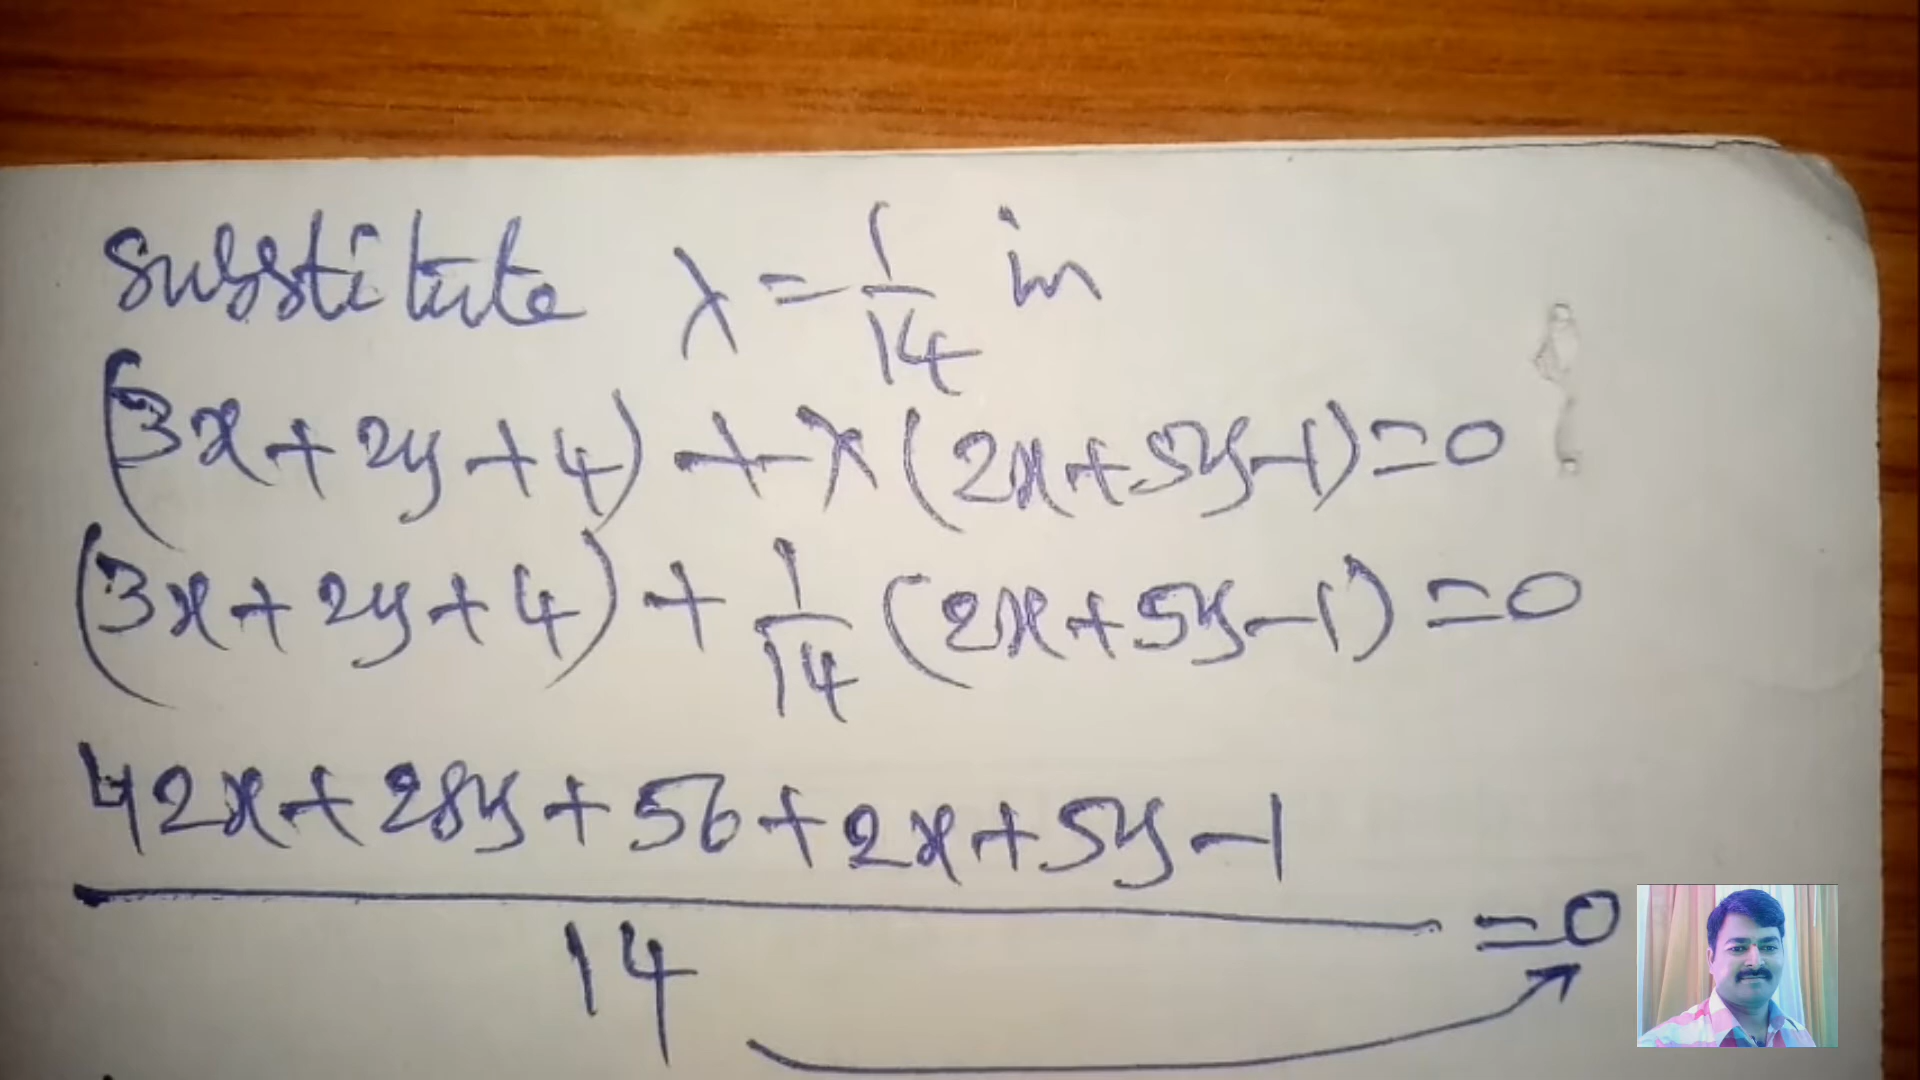 Substitute λ = 1/14 in
(3x + 2y + 4) + λ (2x + 5y - 1) = 0
(3x + 2y + 4) + 1/14 (2x + 5y - 1) = 0
42x + 28y + 56 + 2x + 5y - 1
= 0
14